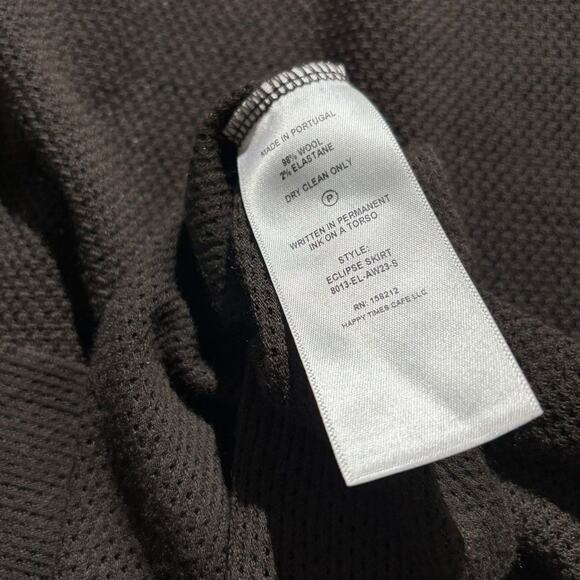 MADE IN PORTUGAL
98% WOOL
2% ELASTANE
DRY CLEAN ONLY
P
WRITTEN IN PERMANENT
INK ON A TORSO
STYLE:
ECLIPSE SKIRT
8013-EL-AW23-S
RN: 158212
HAPPY TIMES CAFE LLC